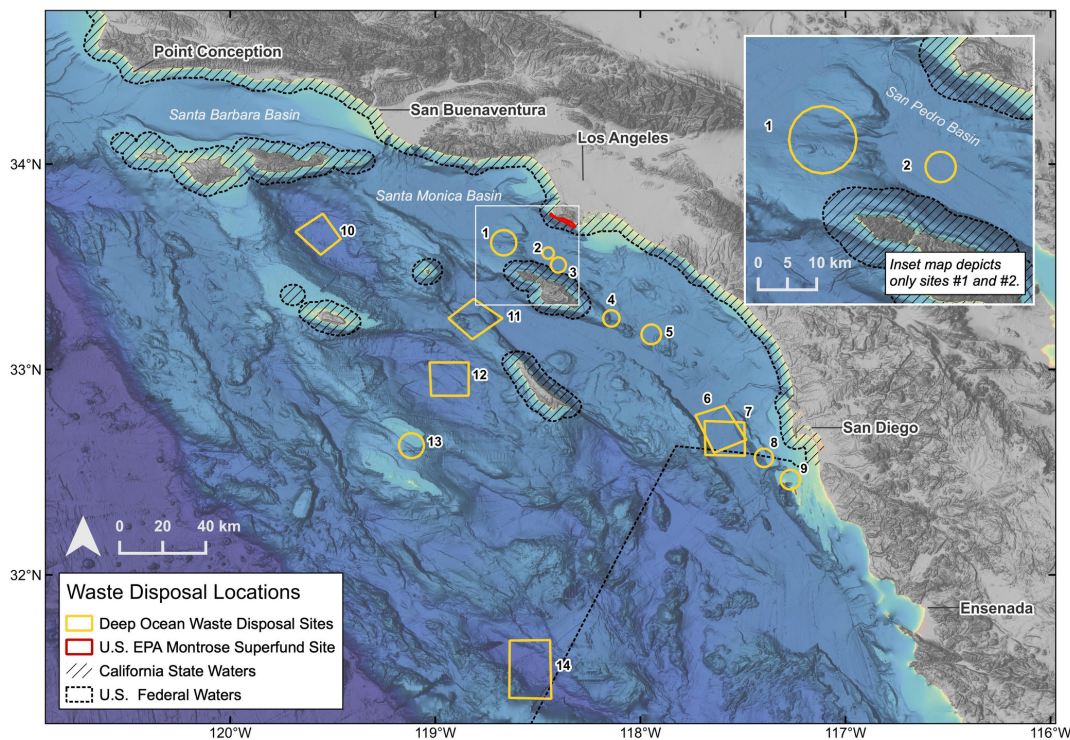 Point Conception
San Buenaventura
Santa Barbara Basin
Los Angeles
34°N
Santa Monica Basin
10
1
2
3
4
5
11
33°N
12
6
7
San Diego
13
8
9
0 20 40 km
32°N
Ensenada
14
Waste Disposal Locations
Deep Ocean Waste Disposal Sites
U.S. EPA Montrose Superfund Site
California State Waters
U.S. Federal Waters
120°W
119°W
118°W
117°W
116°W
San Pedro Basin
1
2
0 5 10 km
Inset map depicts
only sites #1 and #2.